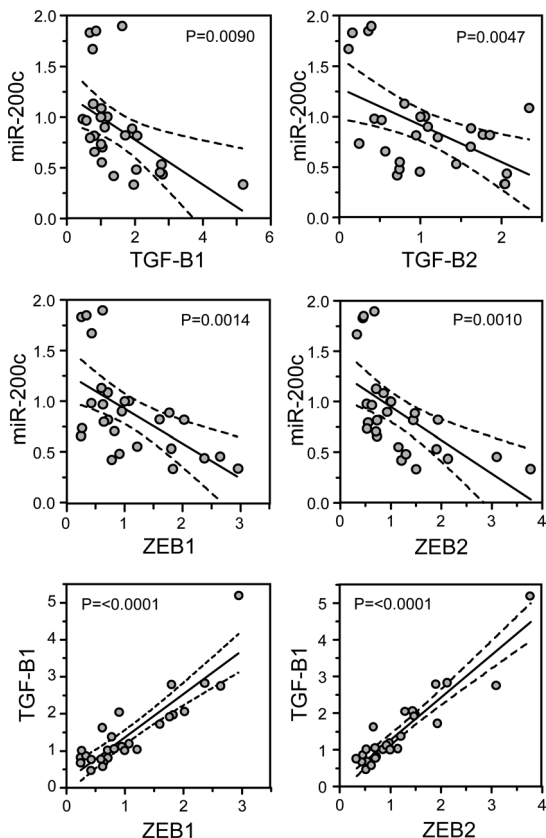 2.0
1.5
1.0
0.5
0.0
miR-200c
P=0.0090
0 2 4 6
TGF-B1
2.0
1.5
1.0
0.5
0.0
miR-200c
P=0.0047
0 1 2
TGF-B2
2.0
1.5
1.0
0.5
0.0
miR-200c
P=0.0014
0 1 2 3
ZEB1
2.0
1.5
1.0
0.5
0.0
miR-200c
P=0.0010
0 1 2 3 4
ZEB2
5
4
3
2
1
0
TGF-B1
P=<0.0001
0 1 2 3
ZEB1
5
4
3
2
1
0
TGF-B1
P=<0.0001
0 1 2 3 4
ZEB2